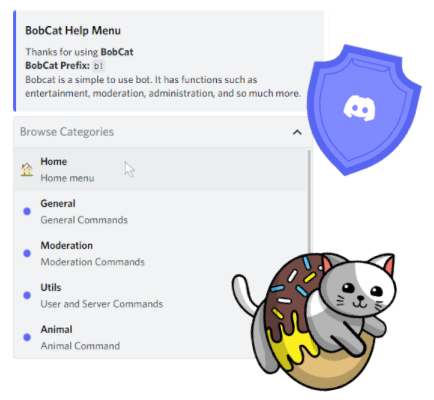 BobCat Help Menu
Thanks for using BobCat
BobCat Prefix: b!
Bobcat is a simple to use bot. It has functions such as
entertainment, moderation, administration, and so much more.
Browse Categories
Home
Home menu
General
General Commands
Moderation
Moderation Commands
Utils
User and Server Commands
Animal
Animal Command